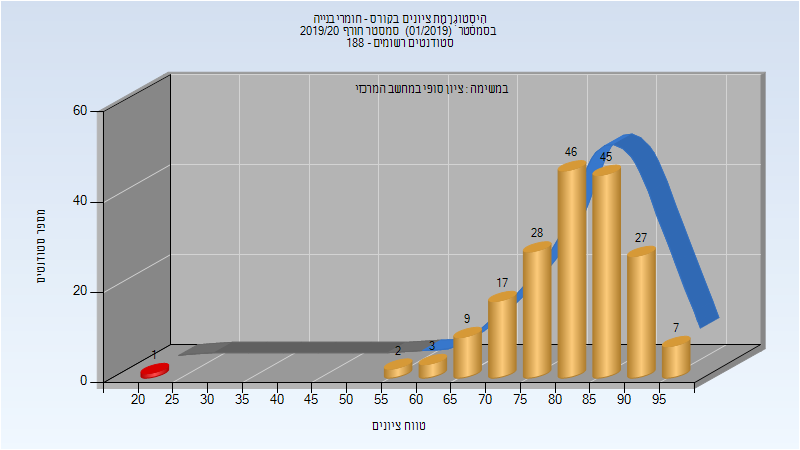 היסטוגרמת ציונים בקורס - חומרי בנייה
בסמסטר (01/2019) סמסטר חורף 2019/20
סטודנטים רשומים - 188
במשימה : ציון סופי במחשב המרכזי
מספר סטודנטים
60
40
20
0
1
2
3
9
17
28
46
45
27
7
20 25 30 35 40 45 50 55 60 65 70 75 80 85 90 95
טווח ציונים